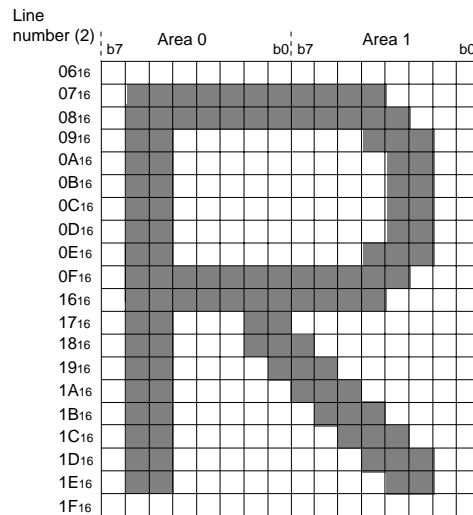 Line
number (2)
b7 Area 0 b0 b7 Area 1 b0
06₁₆
07₁₆
08₁₆
09₁₆
0A₁₆
0B₁₆
0C₁₆
0D₁₆
0E₁₆
0F₁₆
16₁₆
17₁₆
18₁₆
19₁₆
1A₁₆
1B₁₆
1C₁₆
1D₁₆
1E₁₆
1F₁₆